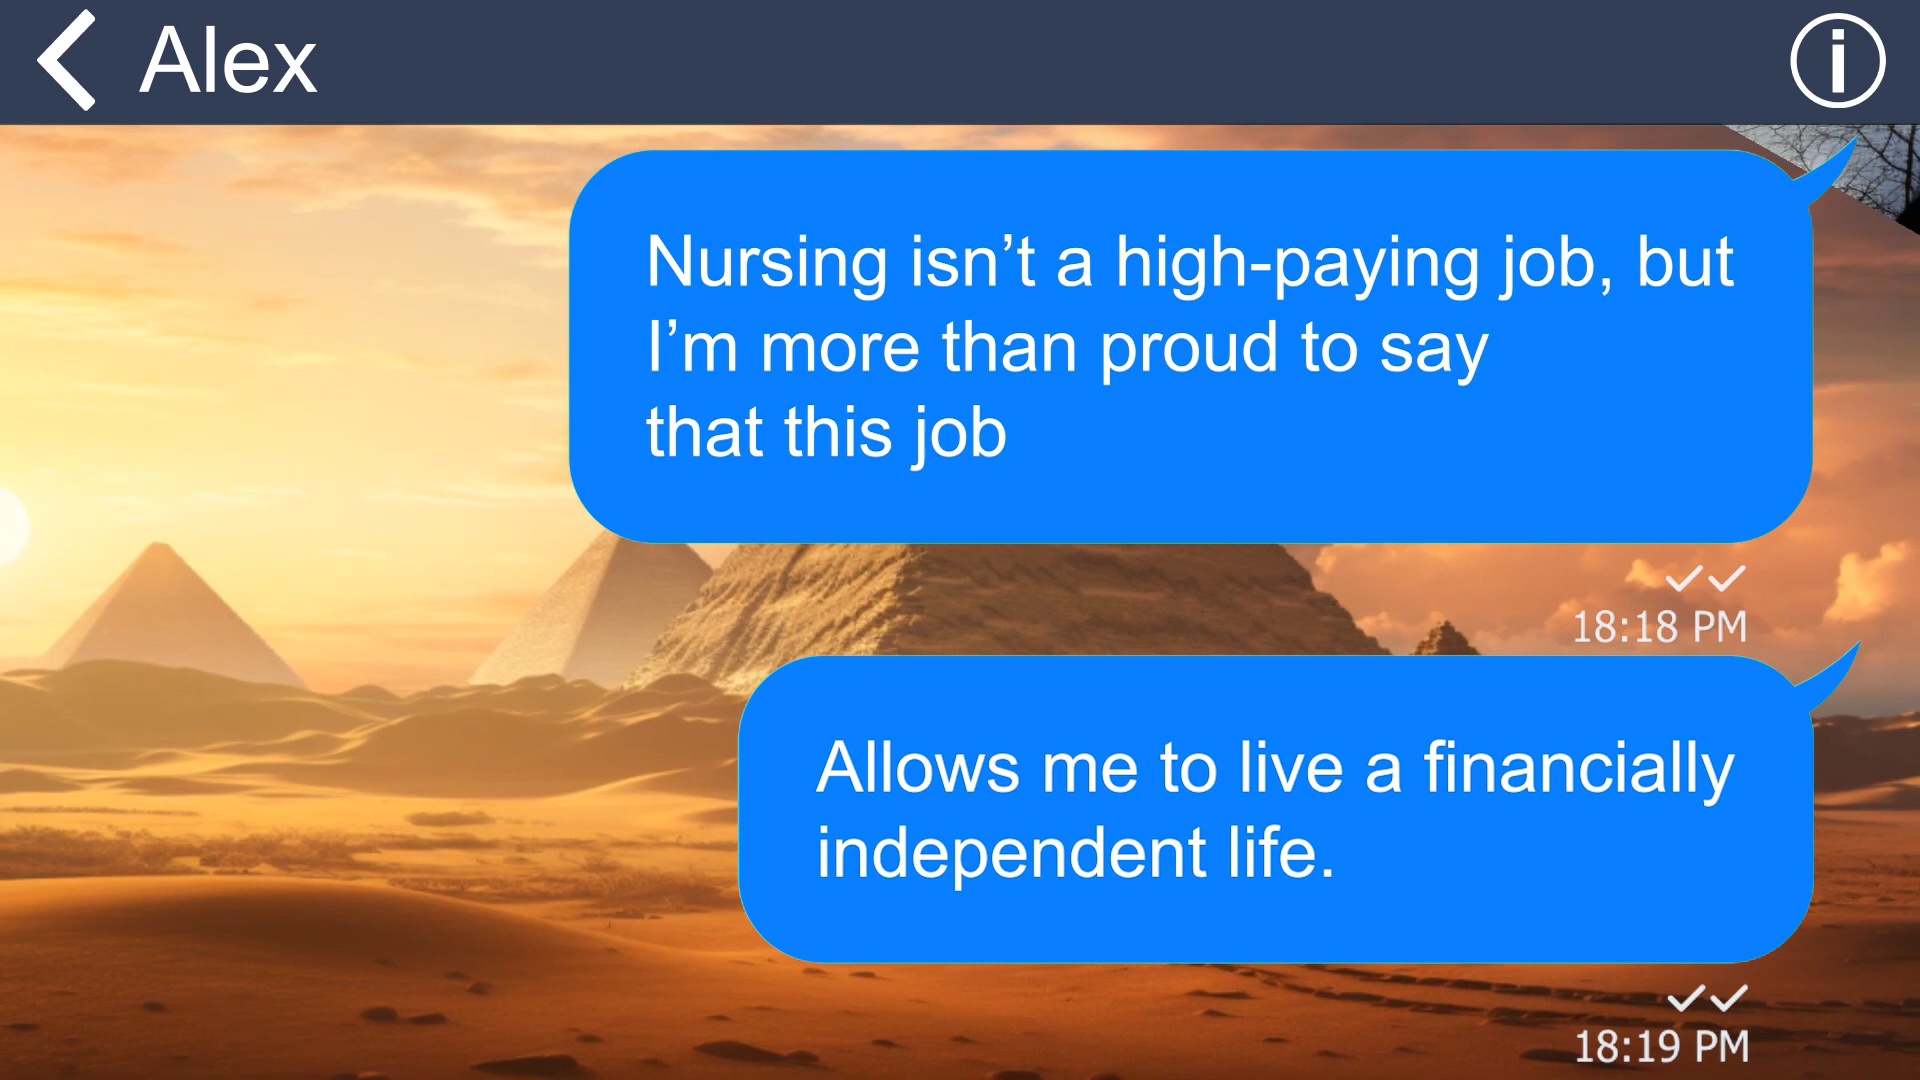 Alex
Nursing isn’t a high-paying job, but
I’m more than proud to say
that this job
18:18 PM
Allows me to live a financially
independent life.
18:19 PM